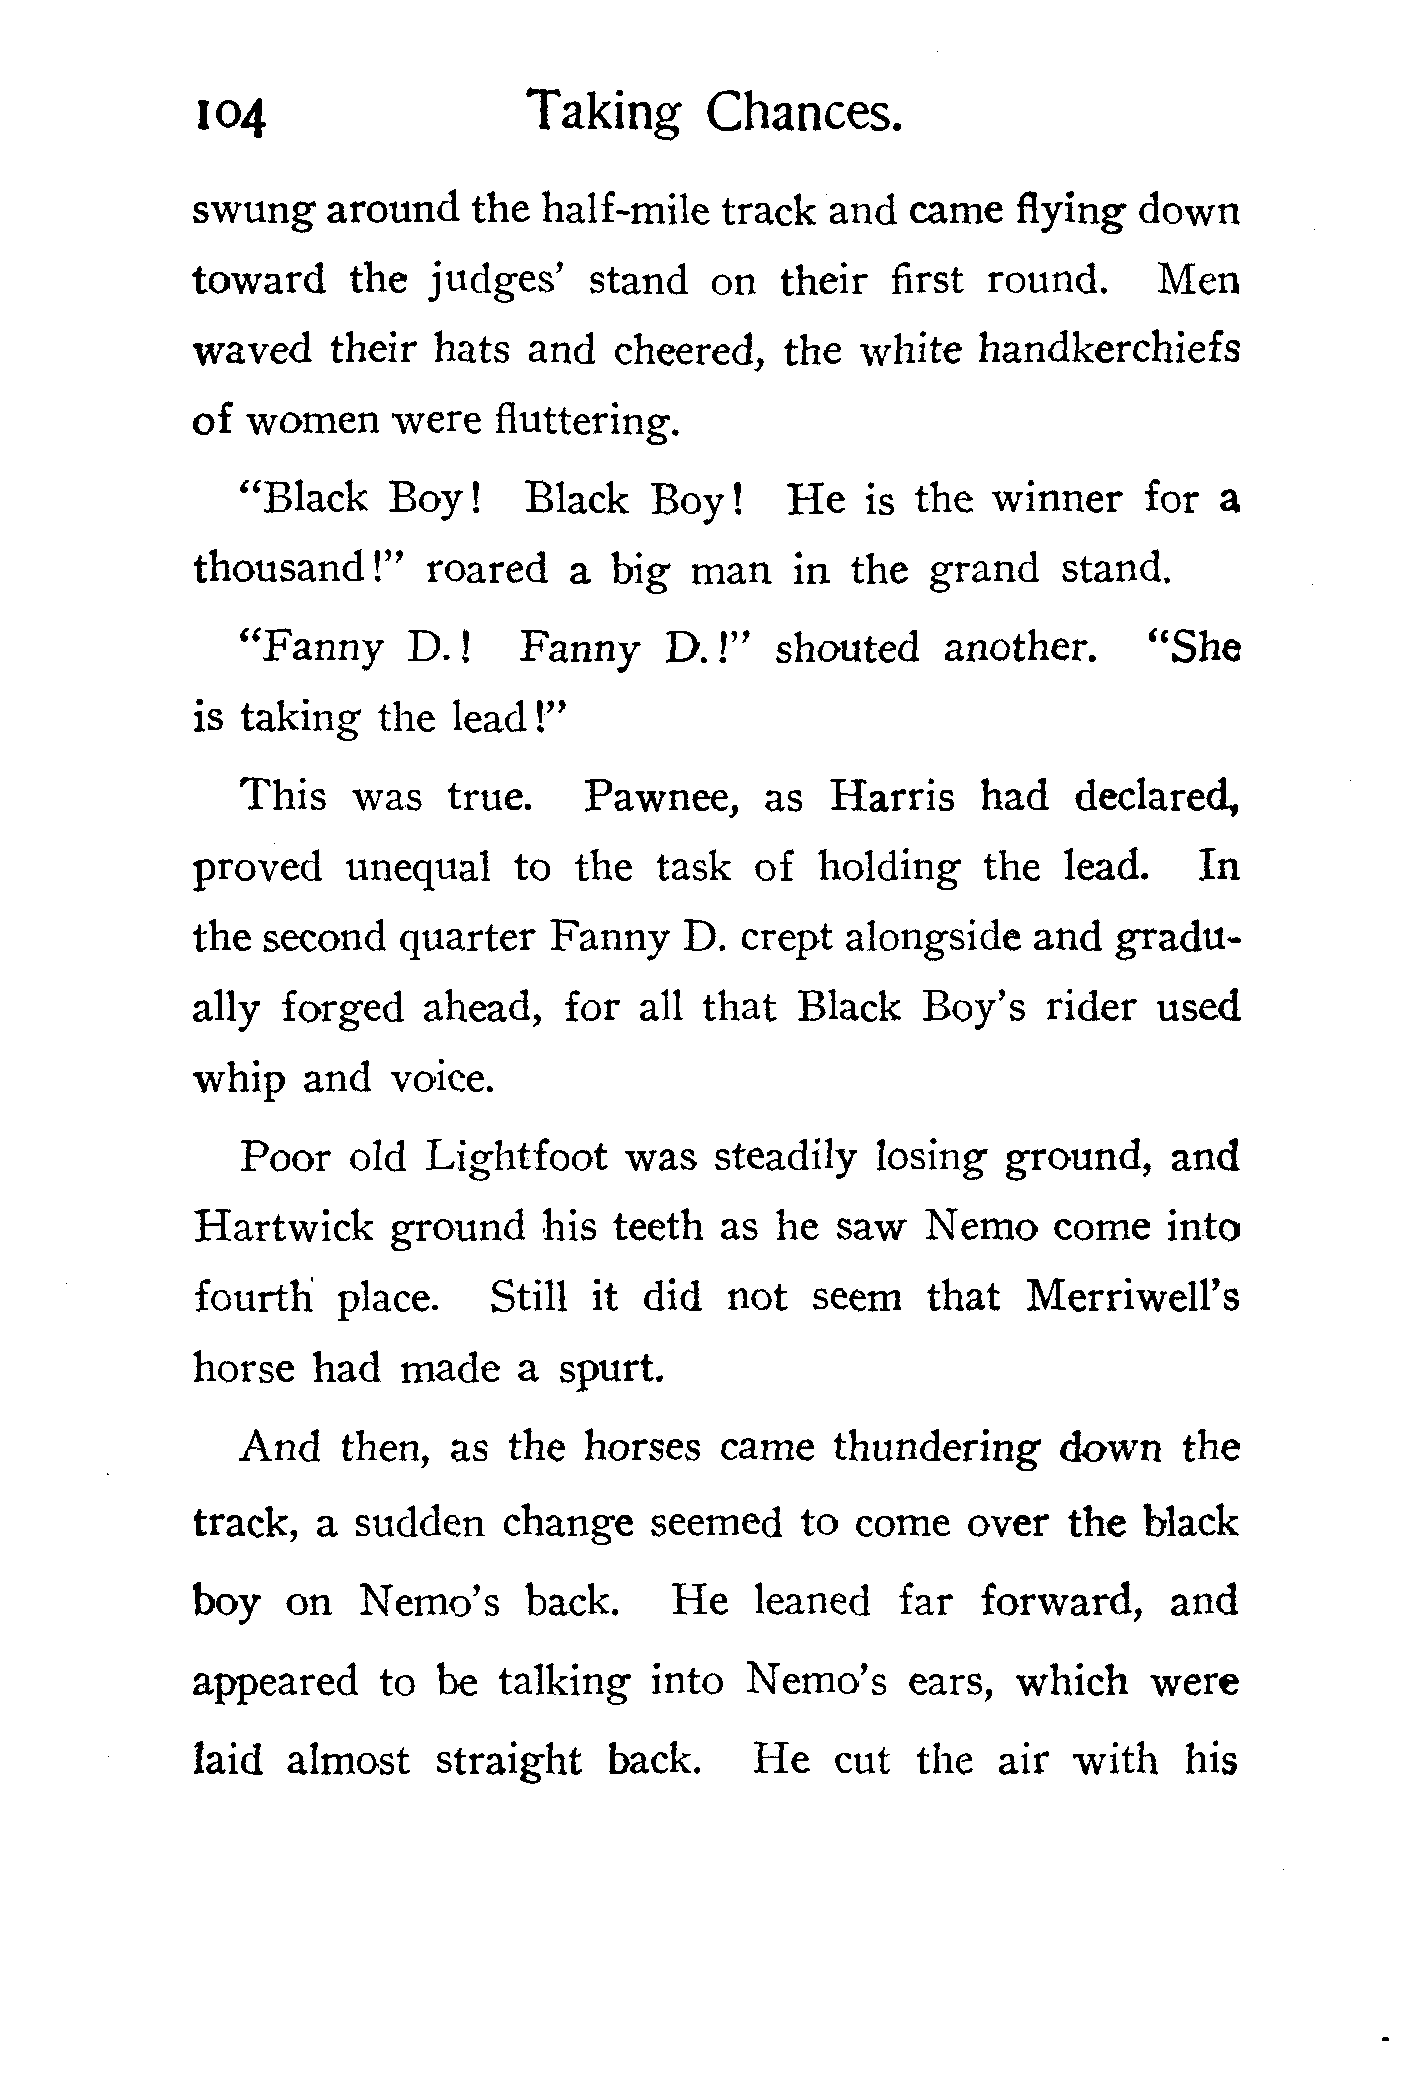 104 Taking Chances.
swung around the half-mile track and came flying down
toward the judges' stand on their first round. Men
waved their hats and cheered, the white handkerchiefs
of women were fluttering.
"Black Boy! Black Boy! He is the winner for a
thousand!" roared a big man in the grand stand.
"Fanny D.! Fanny D.!" shouted another. "She
is taking the lead!"
This was true. Pawnee, as Harris had declared,
proved unequal to the task of holding the lead. In
the second quarter Fanny D. crept alongside and gradu-
ally forged ahead, for all that Black Boy's rider used
whip and voice.
Poor old Lightfoot was steadily losing ground, and
Hartwick ground his teeth as he saw Nemo come into
fourth place. Still it did not seem that Merriwell's
horse had made a spurt.
And then, as the horses came thundering down the
track, a sudden change seemed to come over the black
boy on Nemo's back. He leaned far forward, and
appeared to be talking into Nemo's ears, which were
laid almost straight back. He cut the air with his